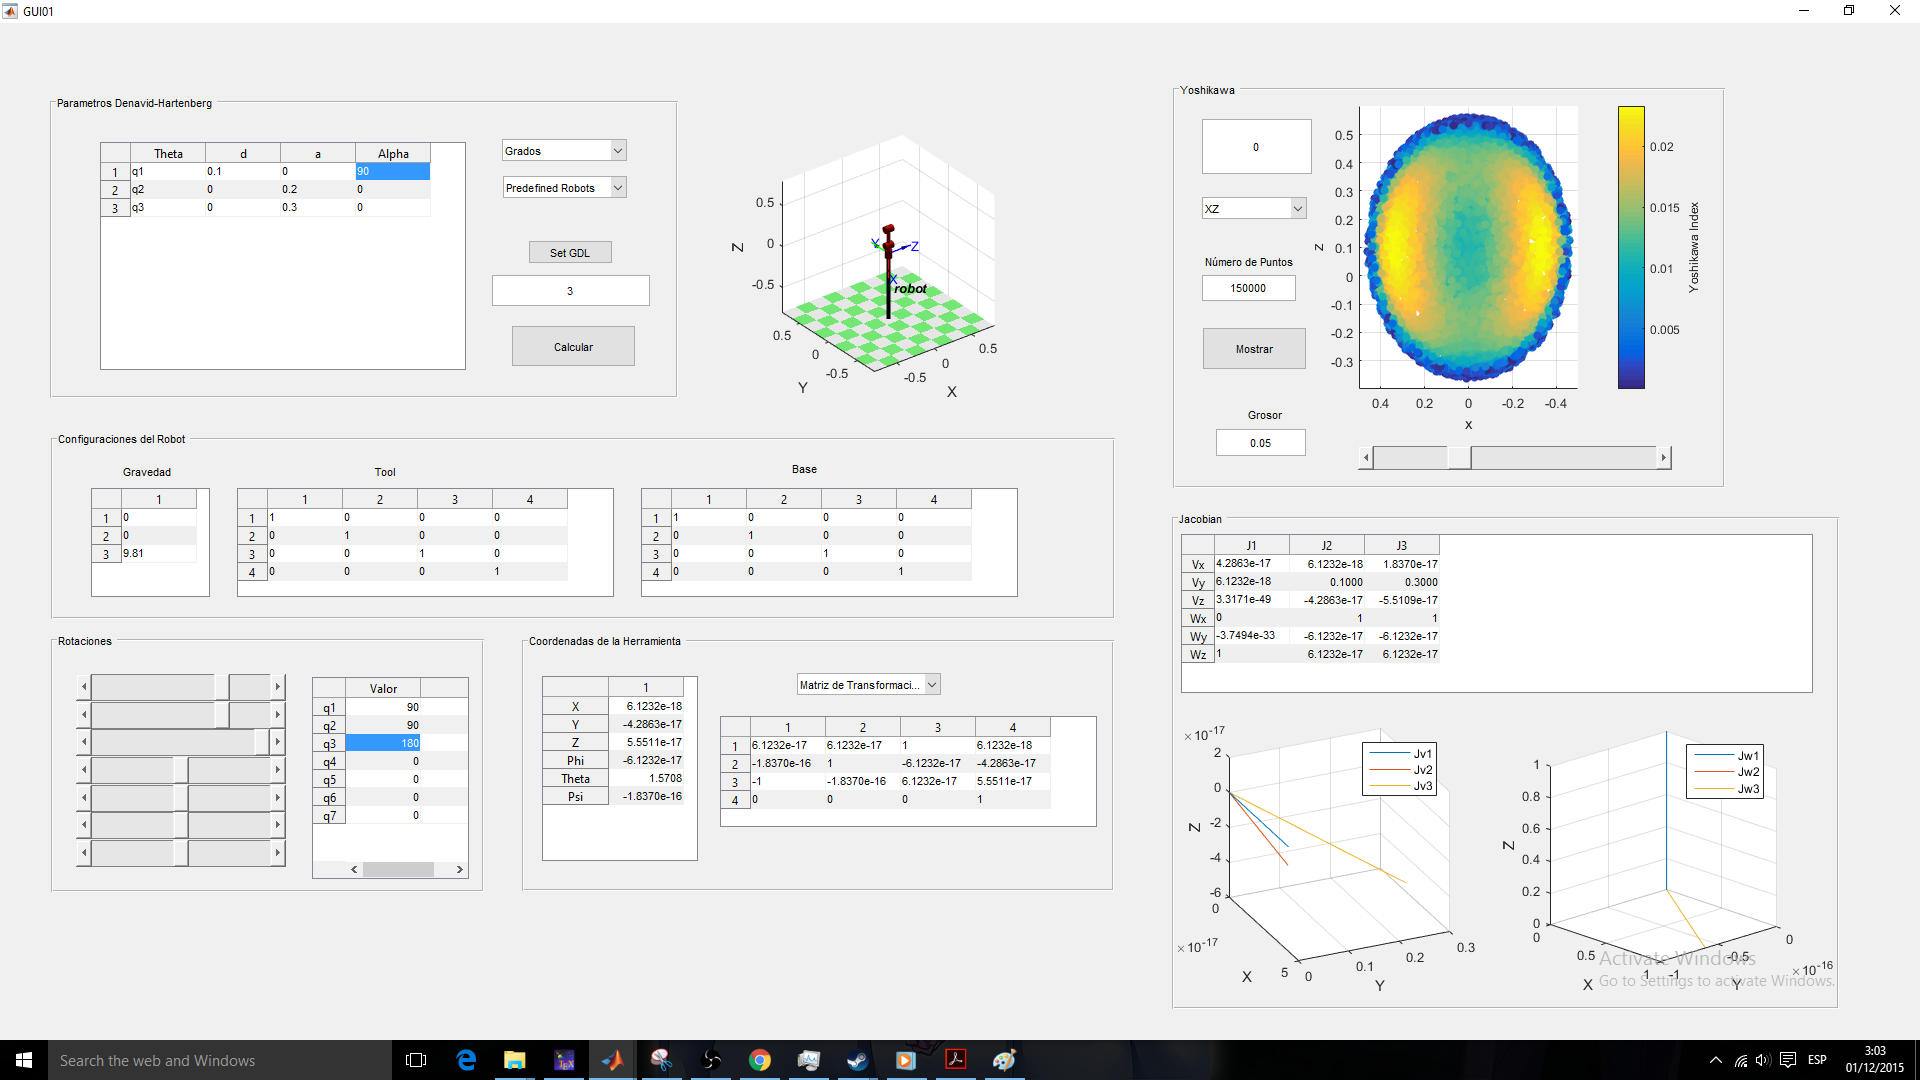 GUI01
Parametros Denavid-Hartenberg
Theta d a Alpha
1 q1 0.1 0 90
2 q2 0 0.2 0
3 q3 0 0.3 0
Grados
Predefined Robots
Set GDL
3
Calcular
Z
0.5
0
-0.5
0.5
0
-0.5
Y
-0.5
0
0.5
X
Y
Z
X
robot
Yoshikawa
0
XZ
Número de Puntos
150000
Mostrar
Grosor
0.05
z
0.5
0.4
0.3
0.2
0.1
0
-0.1
-0.2
-0.3
0.4 0.2 0 -0.2 -0.4
x
0.02
0.015
0.01
0.005
Yoshikawa Index
Configuraciones del Robot
Gravedad
1
1 0
2 0
3 9.81
Tool
1 2 3 4
1 1 0 0 0
2 0 1 0 0
3 0 0 1 0
4 0 0 0 1
Base
1 2 3 4
1 1 0 0 0
2 0 1 0 0
3 0 0 1 0
4 0 0 0 1
Rotaciones
Valor
q1 90
q2 90
q3 180
q4 0
q5 0
q6 0
q7 0
Coordenadas de la Herramienta
1
X 6.1232e-18
Y -4.2863e-17
Z 5.5511e-17
Phi -6.1232e-17
Theta 1.5708
Psi -1.8370e-16
Matriz de Transformaci...
1 2 3 4
1 6.1232e-17 6.1232e-17 1 6.1232e-18
2 -1.8370e-16 1 -6.1232e-17 -4.2863e-17
3 -1 -1.8370e-16 6.1232e-17 5.5511e-17
4 0 0 0 1
Jacobian
J1 J2 J3
Vx 4.2863e-17 6.1232e-18 1.8370e-17
Vy 6.1232e-18 0.1000 0.3000
Vz 3.3171e-49 -4.2863e-17 -5.5109e-17
Wx 0 1 1
Wy -3.7494e-33 -6.1232e-17 -6.1232e-17
Wz 1 6.1232e-17 6.1232e-17
×10-17
2
0
-2
-4
-6
Z
0
×10-17
X
5
0
0.1
0.2
0.3
Y
Jv1
Jv2
Jv3
1
0.8
0.6
0.4
0.2
0
Z
0
0.5
1
X
-1
-0.5
0
×10-16
Y
Jw1
Jw2
Jw3
Activate Windows
Go to Settings to activate Windows.
Search the web and Windows
ESP
3:03
01/12/2015